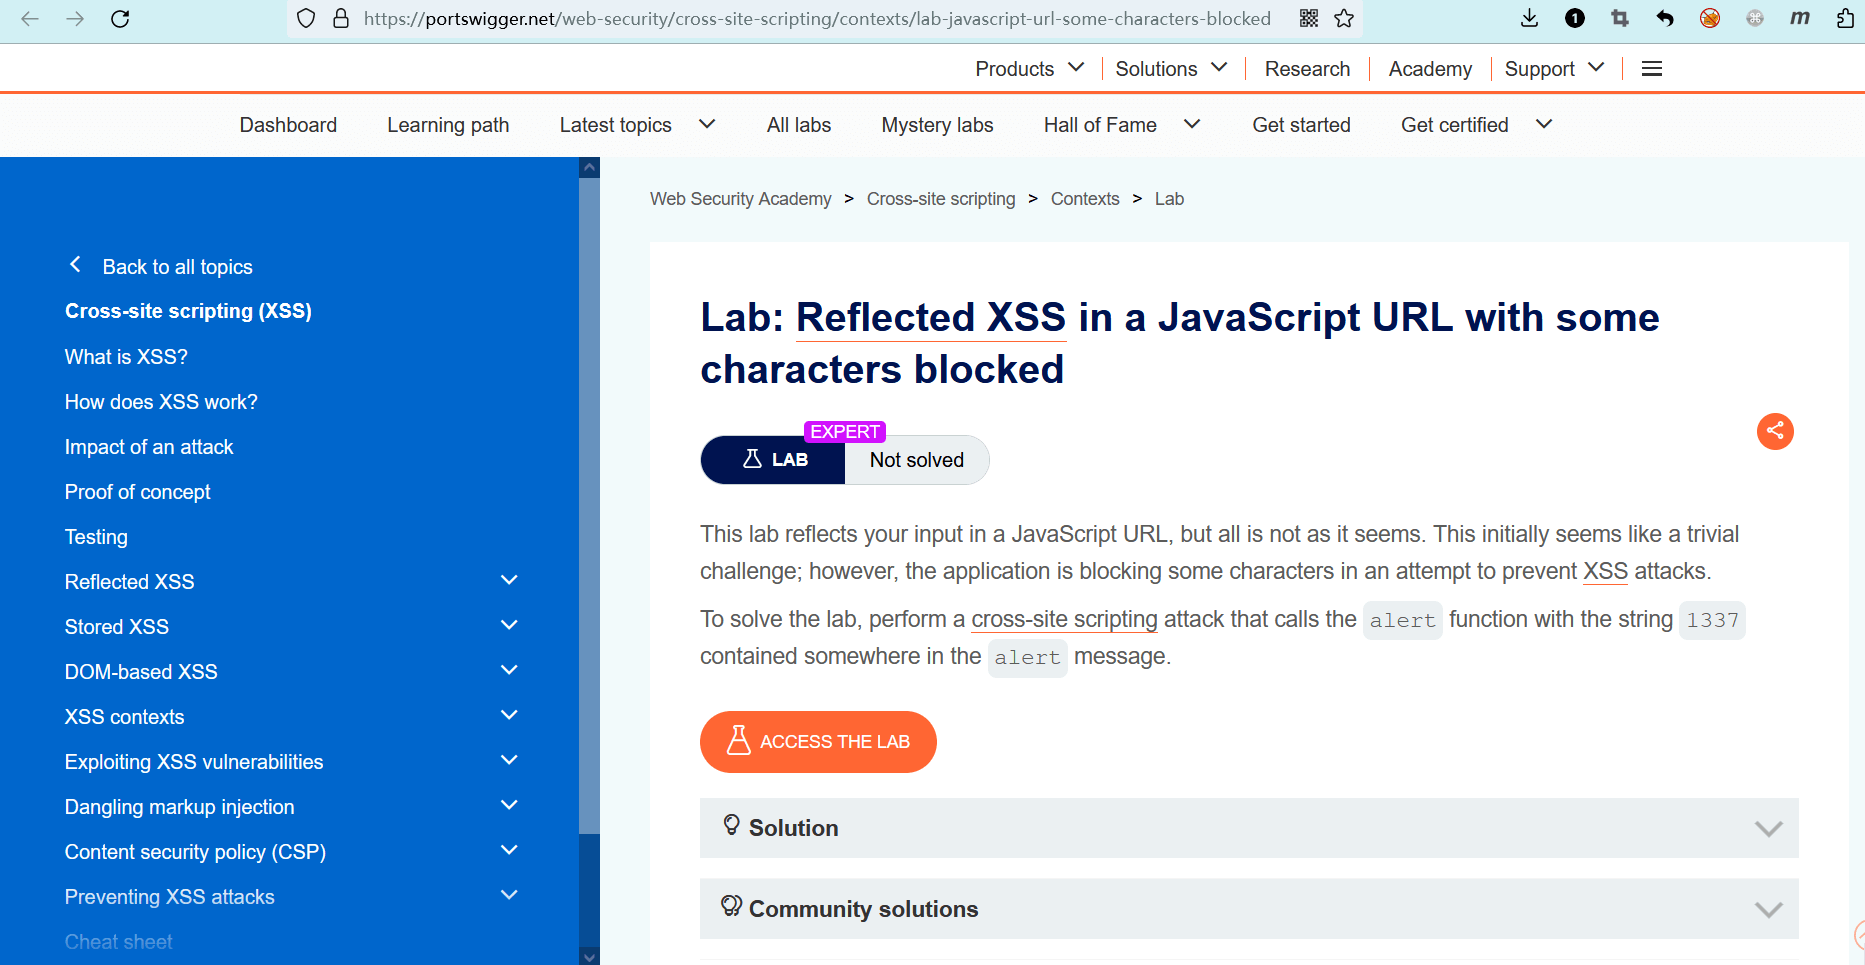 https://portswigger.net/web-security/cross-site-scripting/contexts/lab-javascript-url-some-characters-blocked
1
m
Products
Solutions
Research
Academy
Support
Dashboard
Learning path
Latest topics
All labs
Mystery labs
Hall of Fame
Get started
Get certified
Back to all topics
Cross-site scripting (XSS)
What is XSS?
How does XSS work?
Impact of an attack
Proof of concept
Testing
Reflected XSS
Stored XSS
DOM-based XSS
XSS contexts
Exploiting XSS vulnerabilities
Dangling markup injection
Content security policy (CSP)
Preventing XSS attacks
Cheat sheet
Web Security Academy > Cross-site scripting > Contexts > Lab
Lab: Reflected XSS in a JavaScript URL with some
characters blocked
EXPERT
LAB
Not solved
This lab reflects your input in a JavaScript URL, but all is not as it seems. This initially seems like a trivial
challenge; however, the application is blocking some characters in an attempt to prevent XSS attacks.
To solve the lab, perform a cross-site scripting attack that calls the alert function with the string 1337
contained somewhere in the alert message.
ACCESS THE LAB
Solution
Community solutions